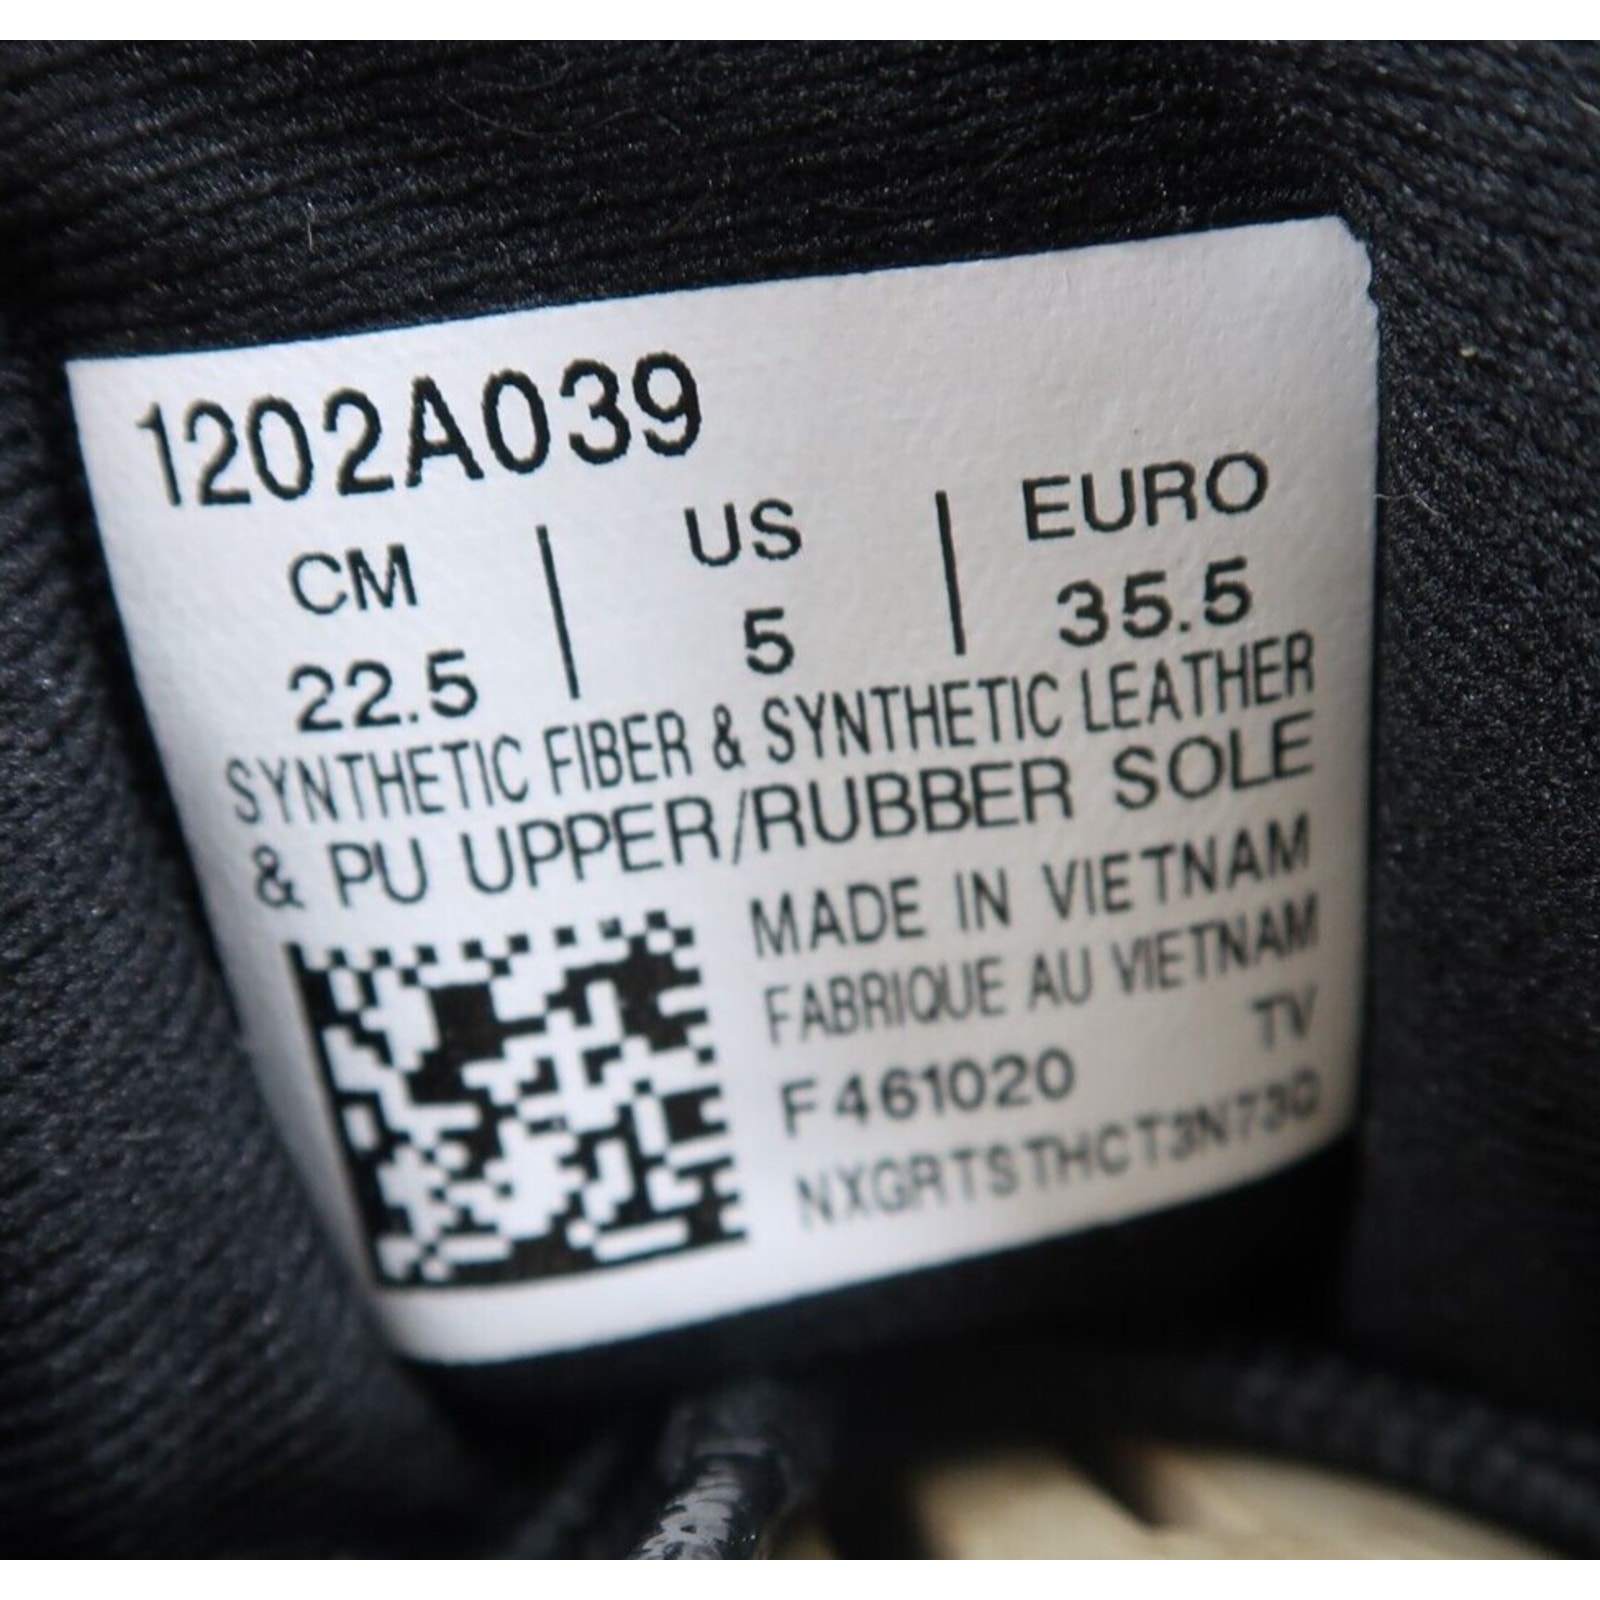 1202A039
CM | US | EURO
22.5 | 5 | 35.5
SYNTHETIC FIBER & SYNTHETIC LEATHER
& PU UPPER/RUBBER SOLE
MADE IN VIETNAM
FABRIQUE AU VIETNAM
TV
F461020
NXGRTSTHCT3N73Q